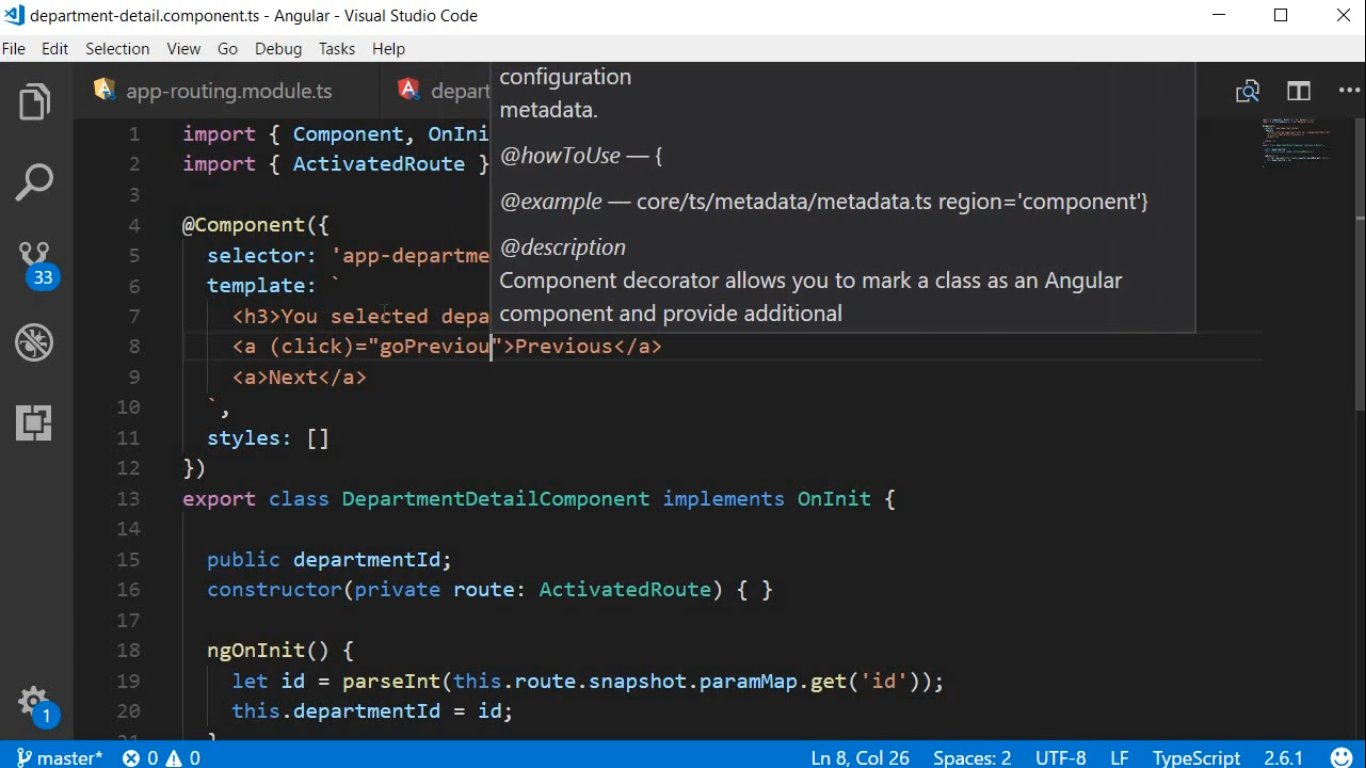 department-detail.component.ts - Angular - Visual Studio Code
File Edit Selection View Go Debug Tasks Help
app-routing.module.ts depart
configuration
metadata.
@howToUse — {
@example — core/ts/metadata/metadata.ts region='component'}
@description
Component decorator allows you to mark a class as an Angular
component and provide additional
1 import { Component, OnIni
2 import { ActivatedRoute }
3
4 @Component({
5 selector: 'app-departme
6 template: `
7 <h3>You selected depa
8 <a (click)="goPreviou">Previous</a>
9 <a>Next</a>
10 `,
11 styles: []
12 })
13 export class DepartmentDetailComponent implements OnInit {
14
15 public departmentId;
16 constructor(private route: ActivatedRoute) { }
17
18 ngOnInit() {
19 let id = parseInt(this.route.snapshot.paramMap.get('id'));
20 this.departmentId = id;
33
1
master* 0 0 Ln 8, Col 26 Spaces: 2 UTF-8 LF TypeScript 2.6.1